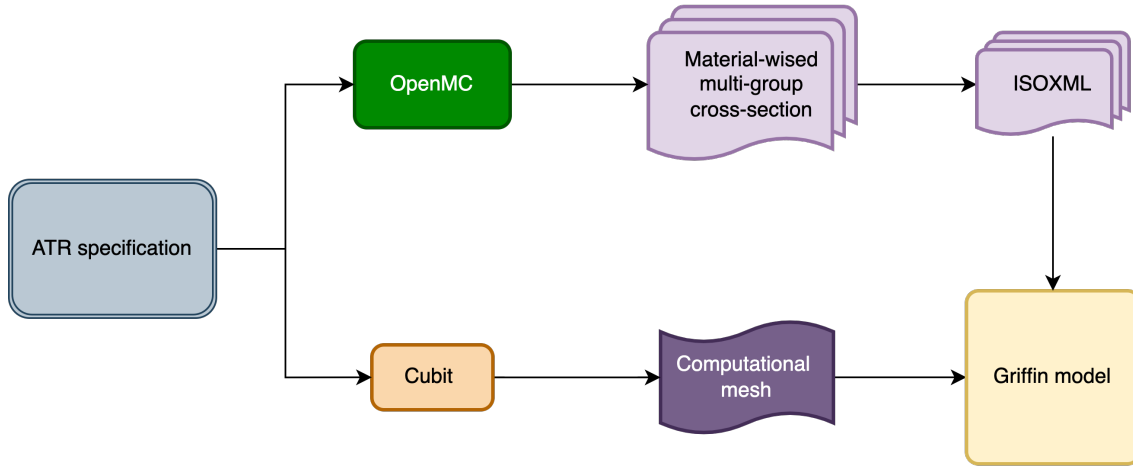 OpenMC
Material-wised
multi-group
cross-section
ISOXML
ATR specification
Cubit
Computational
mesh
Griffin model